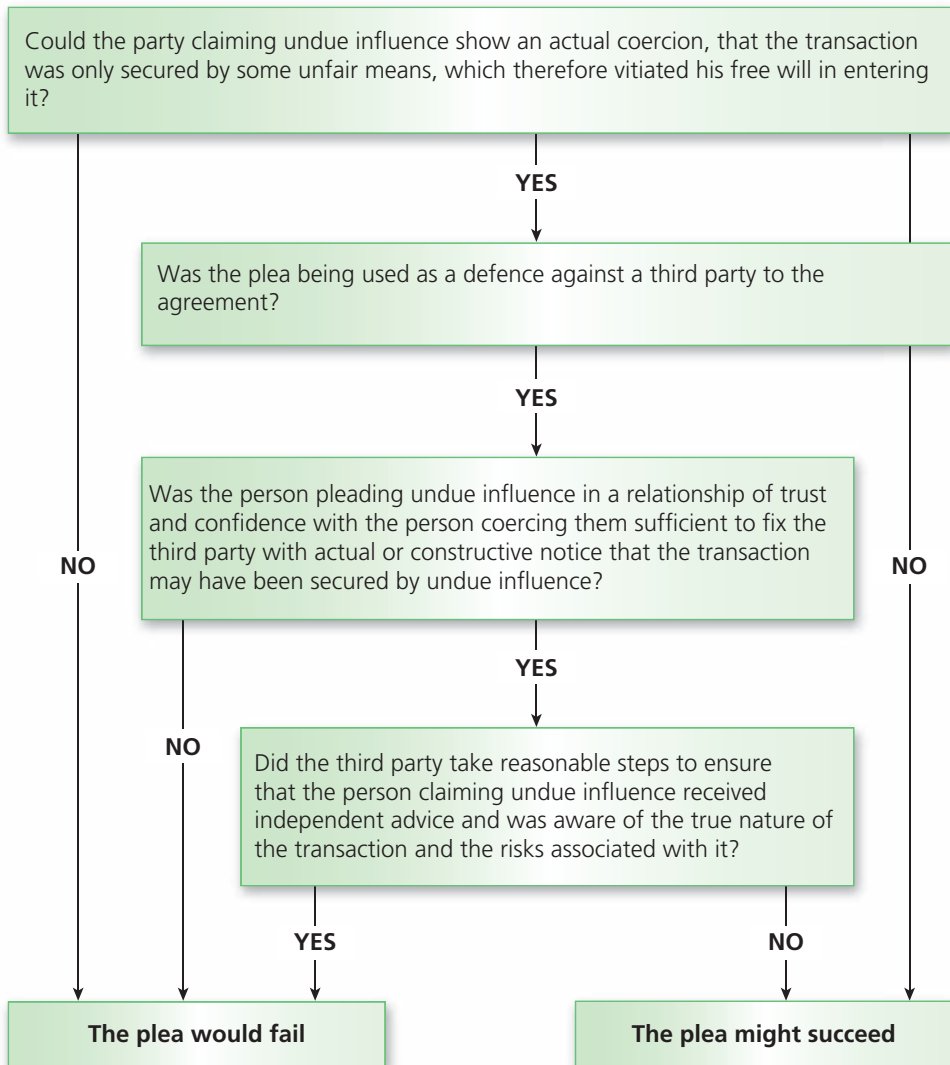 Could the party claiming undue influence show an actual coercion, that the transaction
was only secured by some unfair means, which therefore vitiated his free will in entering
it?
YES
Was the plea being used as a defence against a third party to the
agreement?
YES
Was the person pleading undue influence in a relationship of trust
and confidence with the person coercing them sufficient to fix the
third party with actual or constructive notice that the transaction
may have been secured by undue influence?
NO
NO
YES
NO
Did the third party take reasonable steps to ensure
that the person claiming undue influence received
independent advice and was aware of the true nature of
the transaction and the risks associated with it?
YES
NO
The plea would fail
The plea might succeed